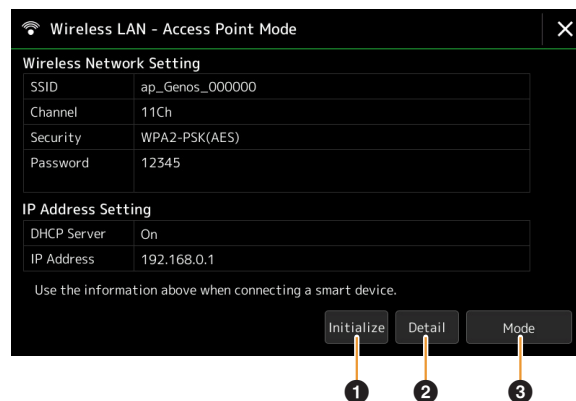 Wireless LAN - Access Point Mode
Wireless Network Setting
SSID ap_Genos_000000
Channel 11Ch
Security WPA2-PSK(AES)
Password 12345
IP Address Setting
DHCP Server On
IP Address 192.168.0.1
Use the information above when connecting a smart device.
Initialize Detail Mode
1 2 3